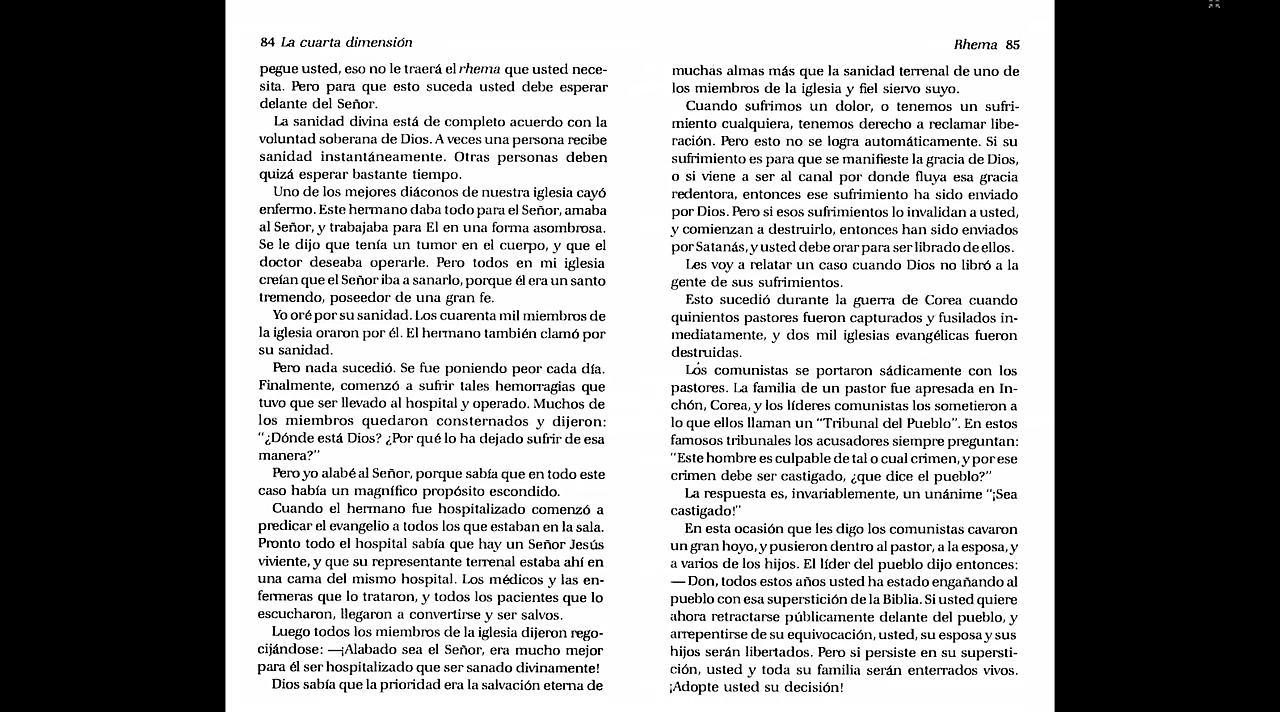 84 La cuarta dimensión
pegue usted, eso no le traerá el rhema que usted nece-
sita. Pero para que esto suceda usted debe esperar
delante del Señor.
La sanidad divina está de completo acuerdo con la
voluntad soberana de Dios. A veces una persona recibe
sanidad instantáneamente. Otras personas deben
quizá esperar bastante tiempo.
Uno de los mejores diáconos de nuestra iglesia cayó
enfermo. Este hermano daba todo para el Señor, amaba
al Señor, y trabajaba para El en una forma asombrosa.
Se le dijo que tenía un tumor en el cuerpo, y que el
doctor deseaba operarle. Pero todos en mi iglesia
creían que el Señor iba a sanarlo, porque él era un santo
tremendo, poseedor de una gran fe.
Yo oré por su sanidad. Los cuarenta mil miembros de
la iglesia oraron por él. El hermano también clamó por
su sanidad.
Pero nada sucedió. Se fue poniendo peor cada día.
Finalmente, comenzó a sufrir tales hemorragias que
tuvo que ser llevado al hospital y operado. Muchos de
los miembros quedaron consternados y dijeron:
"¿Dónde está Dios? ¿Por qué lo ha dejado sufrir de esa
manera?"
Pero yo alabé al Señor, porque sabía que en todo este
caso había un magnífico propósito escondido.
Cuando el hermano fue hospitalizado comenzó a
predicar el evangelio a todos los que estaban en la sala.
Pronto todo el hospital sabía que hay un Señor Jesús
viviente, y que su representante terrenal estaba ahí en
una cama del mismo hospital. Los médicos y las en-
fermeras que lo trataron, y todos los pacientes que lo
escucharon, llegaron a convertirse y ser salvos.
Luego todos los miembros de la iglesia dijeron rego-
cijándose: —¡Alabado sea el Señor, era mucho mejor
para él ser hospitalizado que ser sanado divinamente!
Dios sabía que la prioridad era la salvación eterna de
Rhema 85
muchas almas más que la sanidad terrenal de uno de
los miembros de la iglesia y fiel siervo suyo.
Cuando sufrimos un dolor, o tenemos un sufri-
miento cualquiera, tenemos derecho a reclamar libe-
ración. Pero esto no se logra automáticamente. Si su
sufrimiento es para que se manifieste la gracia de Dios,
o si viene a ser al canal por donde fluya esa gracia
redentora, entonces ese sufrimiento ha sido enviado
por Dios. Pero si esos sufrimientos lo invalidan a usted,
y comienzan a destruirlo, entonces han sido enviados
por Satanás, y usted debe orar para ser librado de ellos.
Les voy a relatar un caso cuando Dios no libró a la
gente de sus sufrimientos.
Esto sucedió durante la guerra de Corea cuando
quinientos pastores fueron capturados y fusilados in-
mediatamente, y dos mil iglesias evangélicas fueron
destruidas.
Los comunistas se portaron sádicamente con los
pastores. La familia de un pastor fue apresada en In-
chón, Corea, y los líderes comunistas los sometieron a
lo que ellos llaman un "Tribunal del Pueblo". En estos
famosos tribunales los acusadores siempre preguntan:
"Este hombre es culpable de tal o cual crimen, y por ese
crimen debe ser castigado, ¿que dice el pueblo?"
La respuesta es, invariablemente, un unánime "¡Sea
castigado!"
En esta ocasión que les digo los comunistas cavaron
un gran hoyo, y pusieron dentro al pastor, a la esposa, y
a varios de los hijos. El líder del pueblo dijo entonces:
— Don, todos estos años usted ha estado engañando al
pueblo con esa superstición de la Biblia. Si usted quiere
ahora retractarse públicamente delante del pueblo, y
arrepentirse de su equivocación, usted, su esposa y sus
hijos serán libertados. Pero si persiste en su supersti-
ción, usted y toda su familia serán enterrados vivos.
¡Adopte usted su decisión!